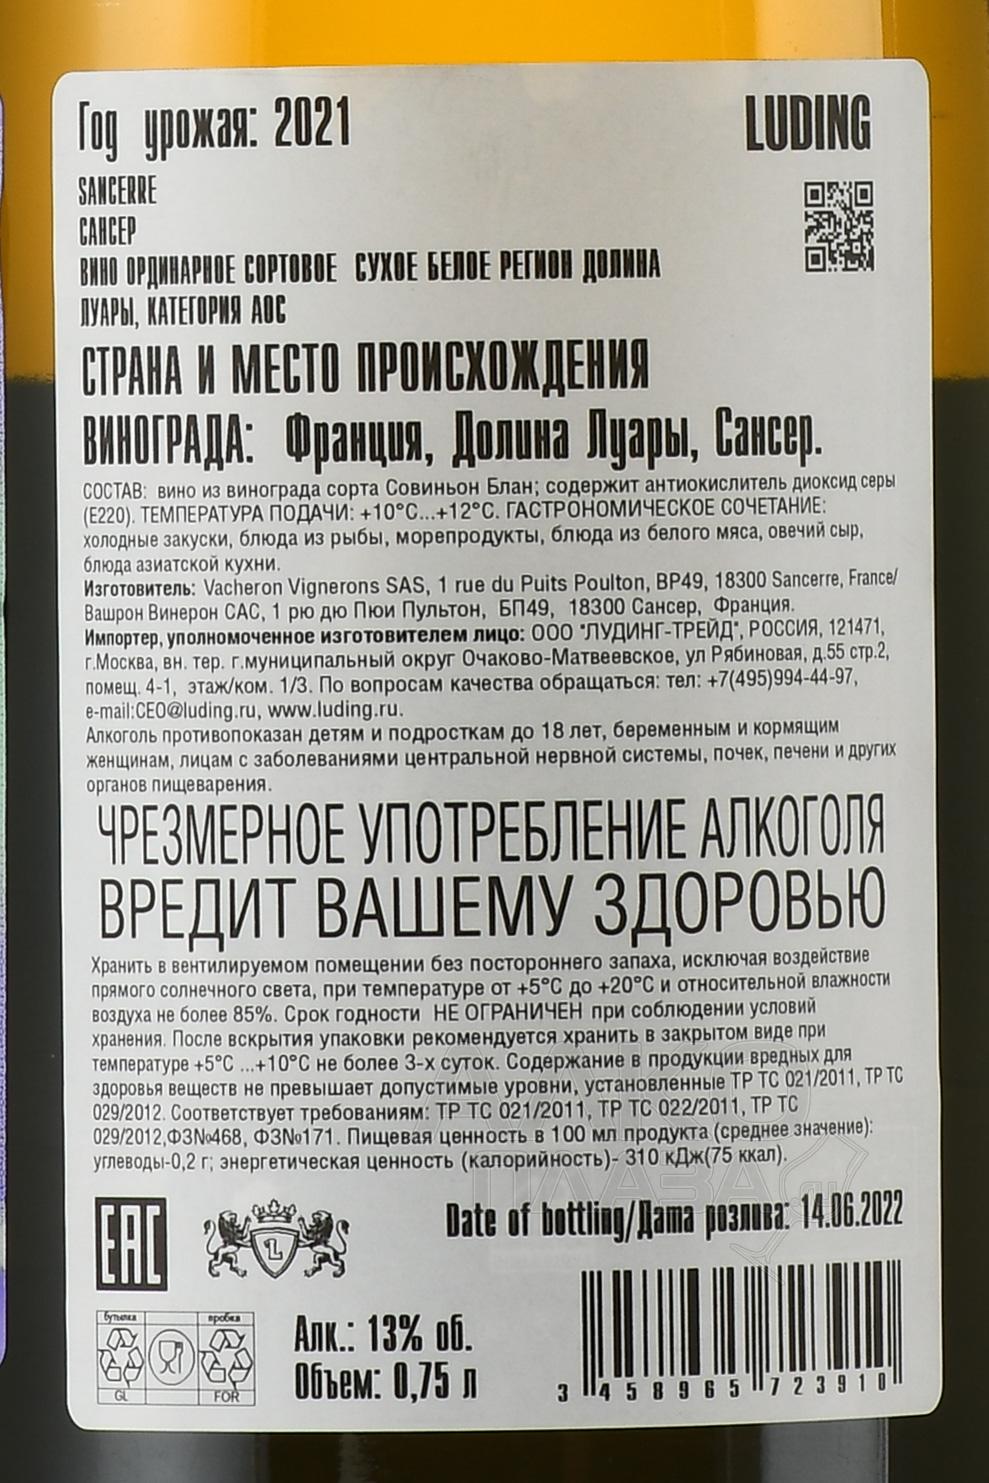 Год урожая: 2021
LUDING
SANCERRE
САНСЕР
ВИНО ОРДИНАРНОЕ СОРТОВОЕ СУХОЕ БЕЛОЕ РЕГИОН ДОЛИНА
ЛУАРЫ, КАТЕГОРИЯ АОС
СТРАНА И МЕСТО ПРОИСХОЖДЕНИЯ
ВИНОГРАДА: Франция, Долина Луары, Сансер.
СОСТАВ: вино из винограда сорта Совиньон Блан; содержит антиокислитель диоксид серы
(Е220). ТЕМПЕРАТУРА ПОДАЧИ: +10°С...+12°С. ГАСТРОНОМИЧЕСКОЕ СОЧЕТАНИЕ:
холодные закуски, блюда из рыбы, морепродукты, блюда из белого мяса, овечий сыр,
блюда азиатской кухни.
Изготовитель: Vacheron Vignerons SAS, 1 rue du Puits Poulton, BP49, 18300 Sancerre, France/
Вашрон Винерон САС, 1 рю дю Пюи Пультон, БП49, 18300 Сансер, Франция.
Импортер, уполномоченное изготовителем лицо: ООО "ЛУДИНГ-ТРЕЙД", РОССИЯ, 121471,
г.Москва, вн. тер. г.муниципальный округ Очаково-Матвеевское, ул Рябиновая, д.55 стр.2,
помещ. 4-1, этаж/ком. 1/3. По вопросам качества обращаться: тел: +7(495)994-44-97,
e-mail:CEO@luding.ru, www.luding.ru.
Алкоголь противопоказан детям и подросткам до 18 лет, беременным и кормящим
женщинам, лицам с заболеваниями центральной нервной системы, почек, печени и других
органов пищеварения.
ЧРЕЗМЕРНОЕ УПОТРЕБЛЕНИЕ АЛКОГОЛЯ
ВРЕДИТ ВАШЕМУ ЗДОРОВЬЮ
Хранить в вентилируемом помещении без постороннего запаха, исключая воздействие
прямого солнечного света, при температуре от +5°С до +20°С и относительной влажности
воздуха не более 85%. Срок годности НЕ ОГРАНИЧЕН при соблюдении условий
хранения. После вскрытия упаковки рекомендуется хранить в закрытом виде при
температуре +5°С ...+10°С не более 3-х суток. Содержание в продукции вредных для
здоровья веществ не превышает допустимые уровни, установленные ТР ТС 021/2011, ТР ТС
029/2012. Соответствует требованиям: ТР ТС 021/2011, ТР ТС 022/2011, ТР ТС
029/2012,ФЗ№468, ФЗ№171. Пищевая ценность в 100 мл продукта (среднее значение):
углеводы-0,2 г; энергетическая ценность (калорийность)- 310 кДж(75 ккал).
ПЛАЗА
EAC
L
Date of bottling/Дата розлива: 14.06.2022
бутылка пробка
GL FOR
Алк.: 13% об.
Объем: 0,75 л
3 458965 723910